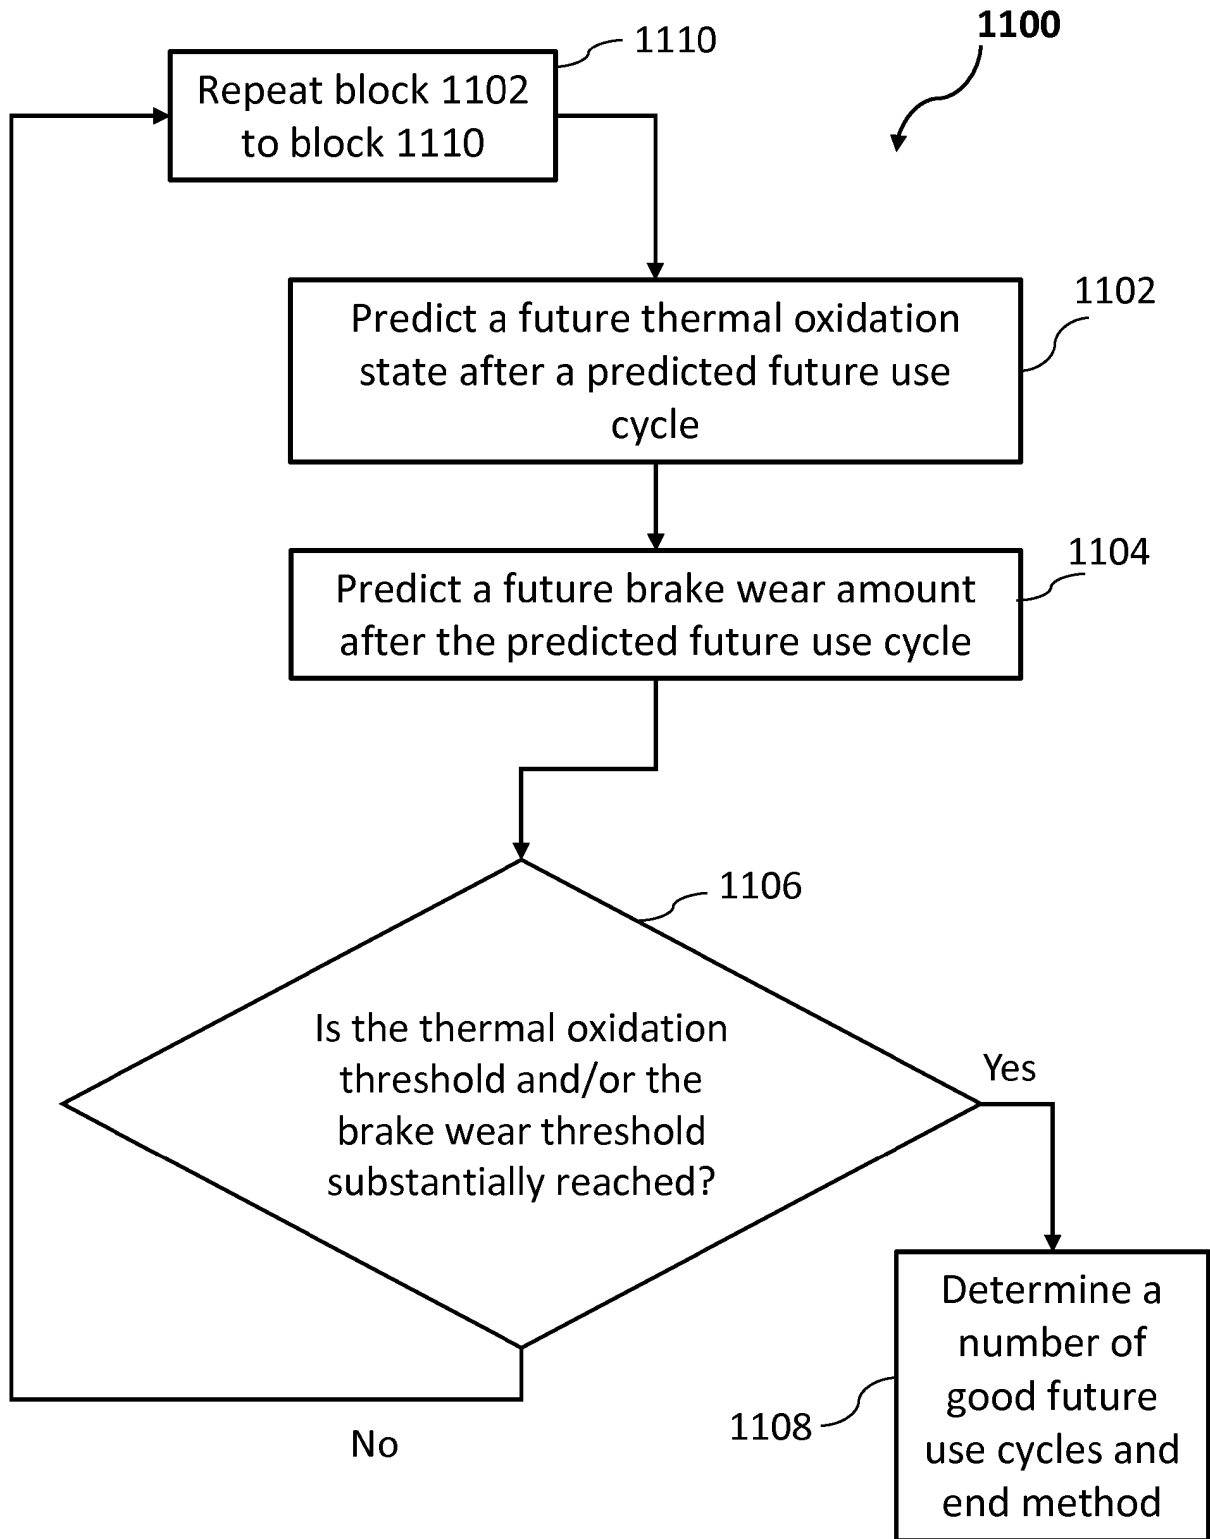 1100
1110
Repeat block 1102
to block 1110
1102
Predict a future thermal oxidation
state after a predicted future use
cycle
1104
Predict a future brake wear amount
after the predicted future use cycle
1106
Is the thermal oxidation
threshold and/or the
brake wear threshold
substantially reached?
Yes
No
1108
Determine a
number of
good future
use cycles and
end method